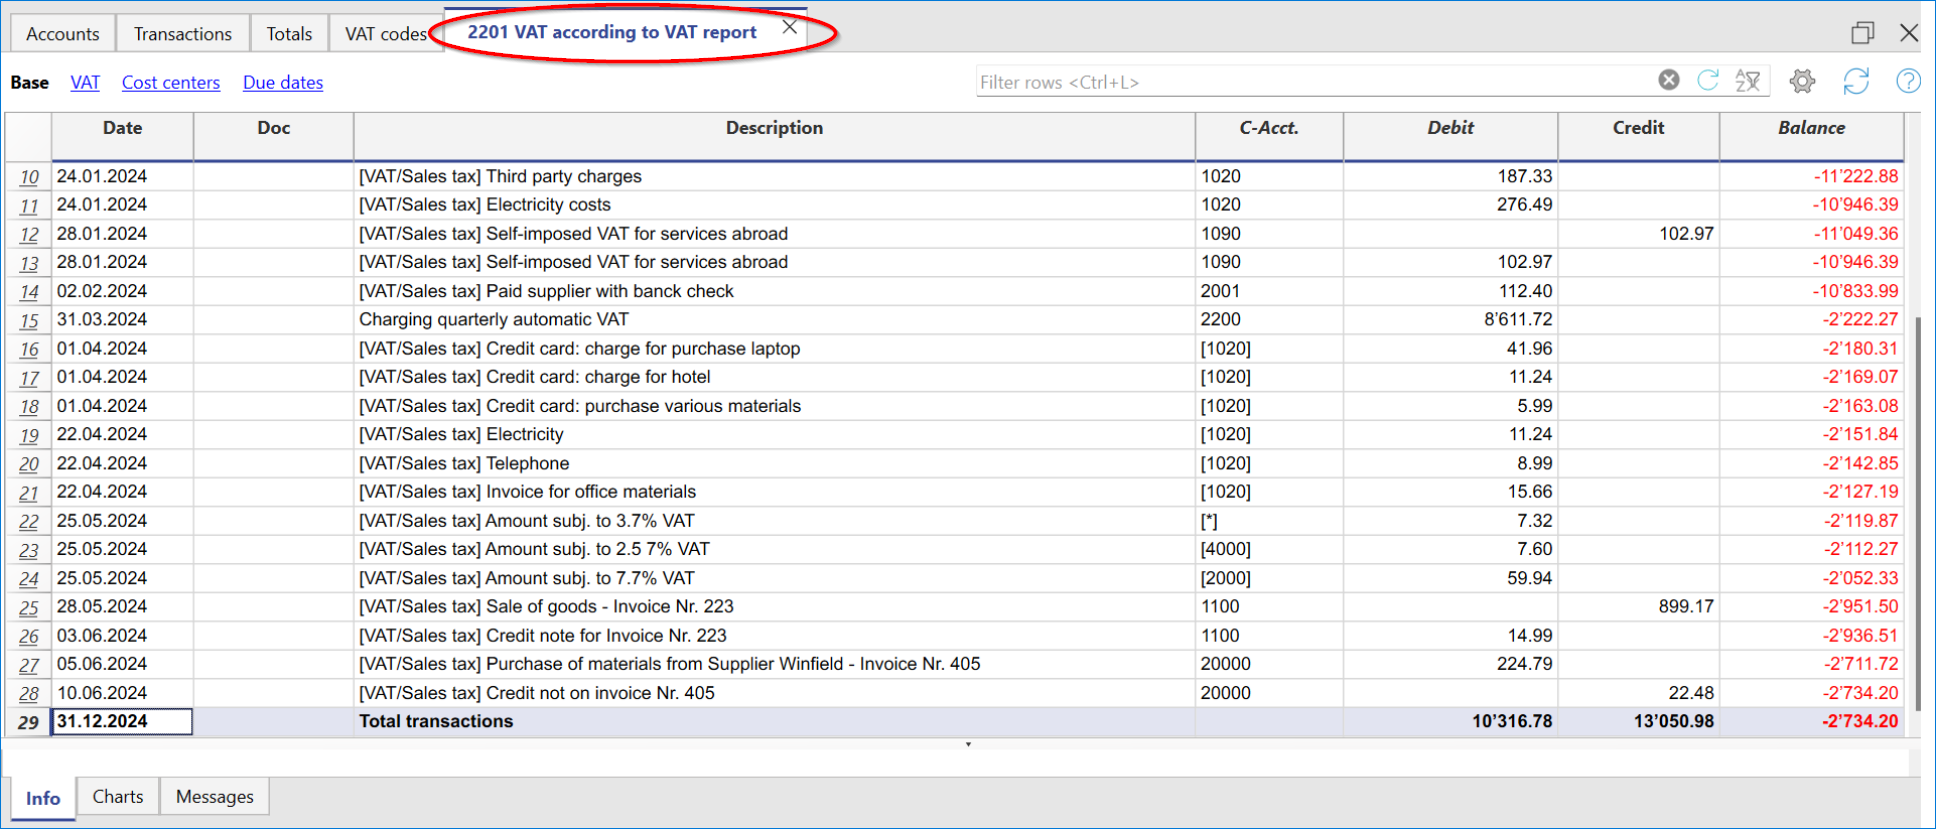 Accounts Transactions Totals VAT codes 2201 VAT according to VAT report
Base VAT Cost centers Due dates Filter rows <Ctrl+L>
Date Doc Description C-Acct. Debit Credit Balance
10 24.01.2024 [VAT/Sales tax] Third party charges 1020 187.33 -11’222.88
11 24.01.2024 [VAT/Sales tax] Electricity costs 1020 276.49 -10’946.39
12 28.01.2024 [VAT/Sales tax] Self-imposed VAT for services abroad 1090 102.97 -11’049.36
13 28.01.2024 [VAT/Sales tax] Self-imposed VAT for services abroad 1090 102.97 -10’946.39
14 02.02.2024 [VAT/Sales tax] Paid supplier with banck check 2001 112.40 -10’833.99
15 31.03.2024 Charging quarterly automatic VAT 2200 8’611.72 -2’222.27
16 01.04.2024 [VAT/Sales tax] Credit card: charge for purchase laptop [1020] 41.96 -2’180.31
17 01.04.2024 [VAT/Sales tax] Credit card: charge for hotel [1020] 11.24 -2’169.07
18 01.04.2024 [VAT/Sales tax] Credit card: purchase various materials [1020] 5.99 -2’163.08
19 22.04.2024 [VAT/Sales tax] Electricity [1020] 11.24 -2’151.84
20 22.04.2024 [VAT/Sales tax] Telephone [1020] 8.99 -2’142.85
21 22.04.2024 [VAT/Sales tax] Invoice for office materials [1020] 15.66 -2’127.19
22 25.05.2024 [VAT/Sales tax] Amount subj. to 3.7% VAT [*] 7.32 -2’119.87
23 25.05.2024 [VAT/Sales tax] Amount subj. to 2.5 7% VAT [4000] 7.60 -2’112.27
24 25.05.2024 [VAT/Sales tax] Amount subj. to 7.7% VAT [2000] 59.94 -2’052.33
25 28.05.2024 [VAT/Sales tax] Sale of goods - Invoice Nr. 223 1100 899.17 -2’951.50
26 03.06.2024 [VAT/Sales tax] Credit note for Invoice Nr. 223 1100 14.99 -2’936.51
27 05.06.2024 [VAT/Sales tax] Purchase of materials from Supplier Winfield - Invoice Nr. 405 20000 224.79 -2’711.72
28 10.06.2024 [VAT/Sales tax] Credit not on invoice Nr. 405 20000 22.48 -2’734.20
29 31.12.2024 Total transactions 10’316.78 13’050.98 -2’734.20
Info Charts Messages